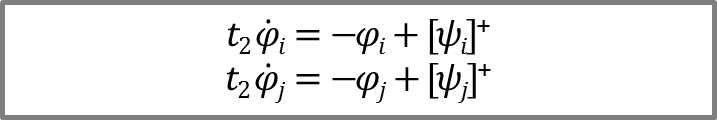 t₂φ̇ᵢ = −φᵢ + [ψᵢ]⁺
t₂φ̇ⱼ = −φⱼ + [ψⱼ]⁺